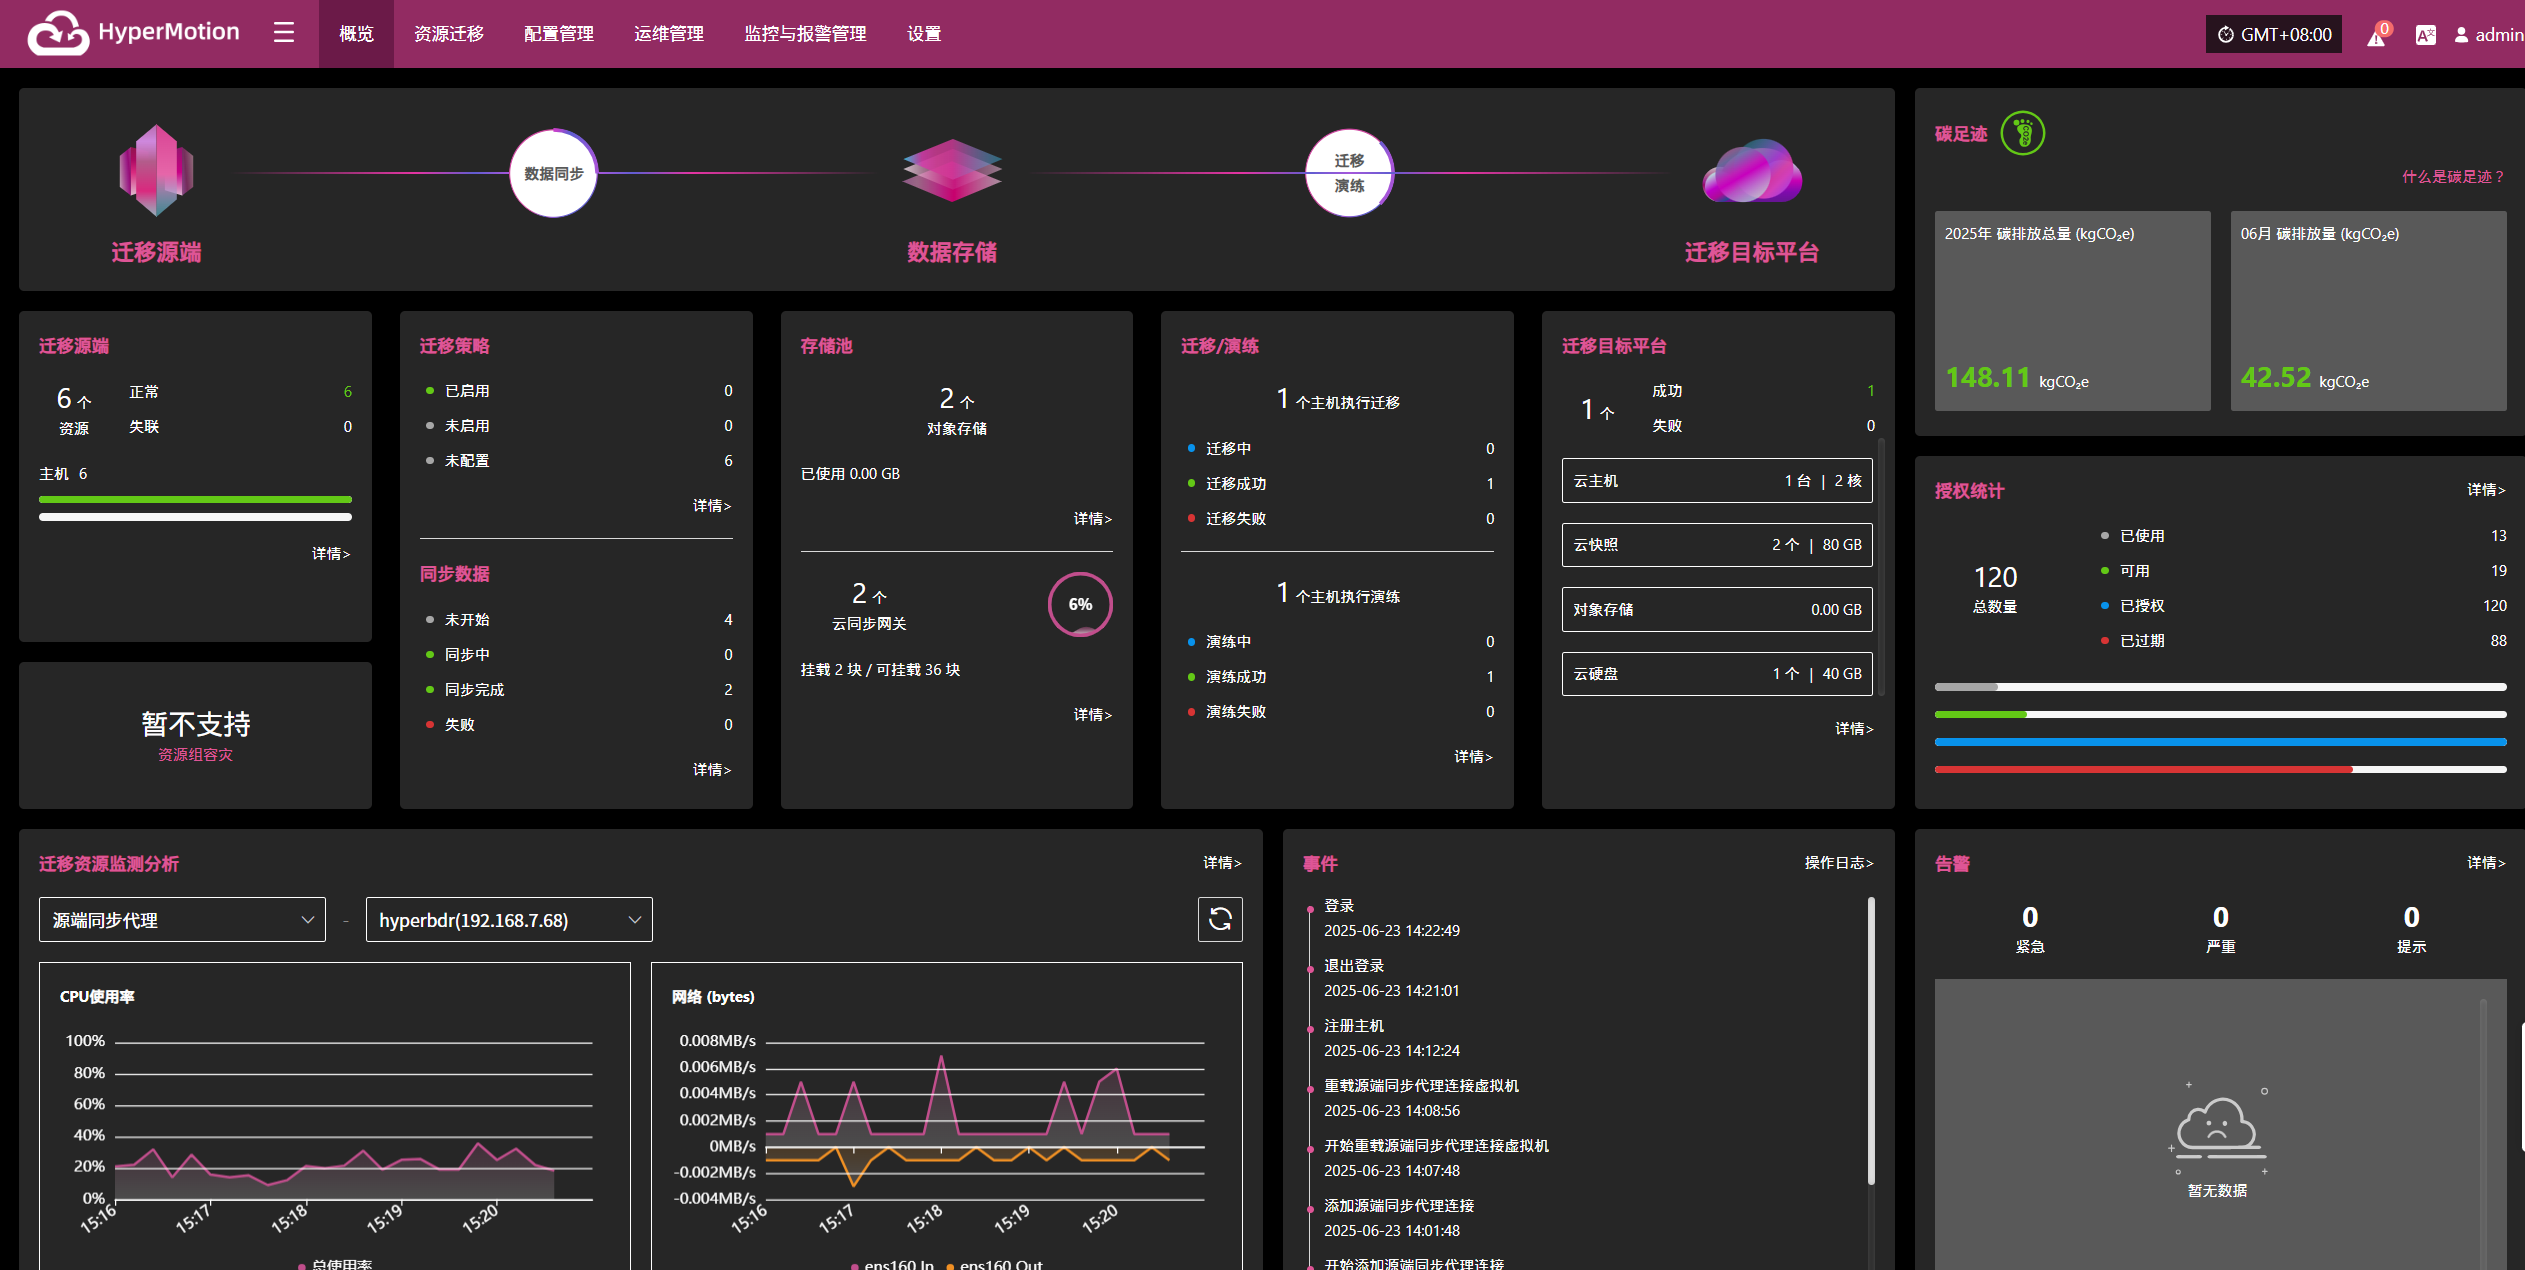 HyperMotion
概览
资源迁移
配置管理
运维管理
监控与报警管理
设置
GMT+08:00
0
admin
数据同步
迁移
演练
迁移源端
数据存储
迁移目标平台
碳足迹
什么是碳足迹？
2025年 碳排放总量 (kgCO₂e)
148.11 kgCO₂e
06月 碳排放量 (kgCO₂e)
42.52 kgCO₂e
迁移源端
6 个
资源
正常 6
失联 0
主机 6
详情>
暂不支持
资源组容灾
迁移策略
已启用 0
未启用 0
未配置 6
详情>
同步数据
未开始 4
同步中 0
同步完成 2
失败 0
详情>
存储池
2 个
对象存储
已使用 0.00 GB
详情>
2 个
云同步网关
6%
挂载 2 块 / 可挂载 36 块
详情>
迁移/演练
1 个主机执行迁移
迁移中 0
迁移成功 1
迁移失败 0
1 个主机执行演练
演练中 0
演练成功 1
演练失败 0
详情>
迁移目标平台
1 个
成功 1
失败 0
云主机 1 台 | 2 核
云快照 2 个 | 80 GB
对象存储 0.00 GB
云硬盘 1 个 | 40 GB
详情>
授权统计 详情>
120
总数量
已使用 13
可用 19
已授权 120
已过期 88
迁移资源监测分析 详情>
源端同步代理 - hyperbdr(192.168.7.68)
CPU使用率
100%
80%
60%
40%
20%
0%
15:16 15:17 15:18 15:19 15:20
总使用率
网络 (bytes)
0.008MB/s
0.006MB/s
0.004MB/s
0.002MB/s
0MB/s
-0.002MB/s
-0.004MB/s
15:16 15:17 15:18 15:19 15:20
ens160 In ens160 Out
事件 操作日志>
登录
2025-06-23 14:22:49
退出登录
2025-06-23 14:21:01
注册主机
2025-06-23 14:12:24
重载源端同步代理连接虚拟机
2025-06-23 14:08:56
开始重载源端同步代理连接虚拟机
2025-06-23 14:07:48
添加源端同步代理连接
2025-06-23 14:01:48
开始添加源端同步代理连接
告警 详情>
0 0 0
紧急 严重 提示
暂无数据